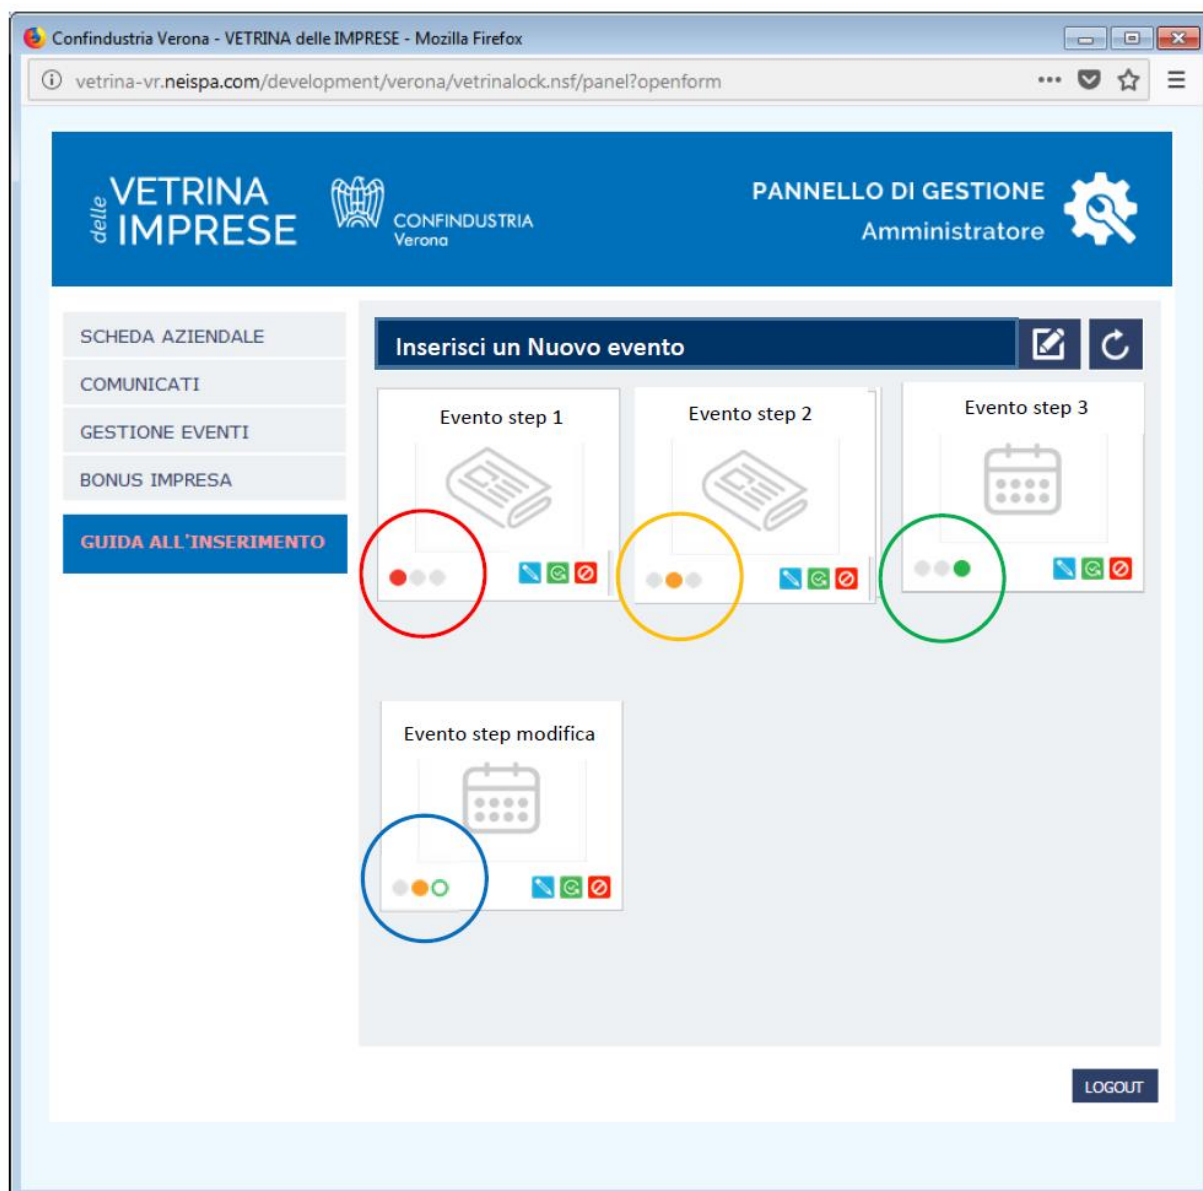 Confindustria Verona - VETRINA delle IMPRESE - Mozilla Firefox
vetrina-vr.neispa.com/development/verona/vetrinalock.nsf/panel?openform
delle VETRINA IMPRESE
CONFINDUSTRIA
Verona
PANNELLO DI GESTIONE
Amministratore
SCHEDA AZIENDALE
COMUNICATI
GESTIONE EVENTI
BONUS IMPRESA
GUIDA ALL'INSERIMENTO
Inserisci un Nuovo evento
Evento step 1
Evento step 2
Evento step 3
Evento step modifica
LOGOUT